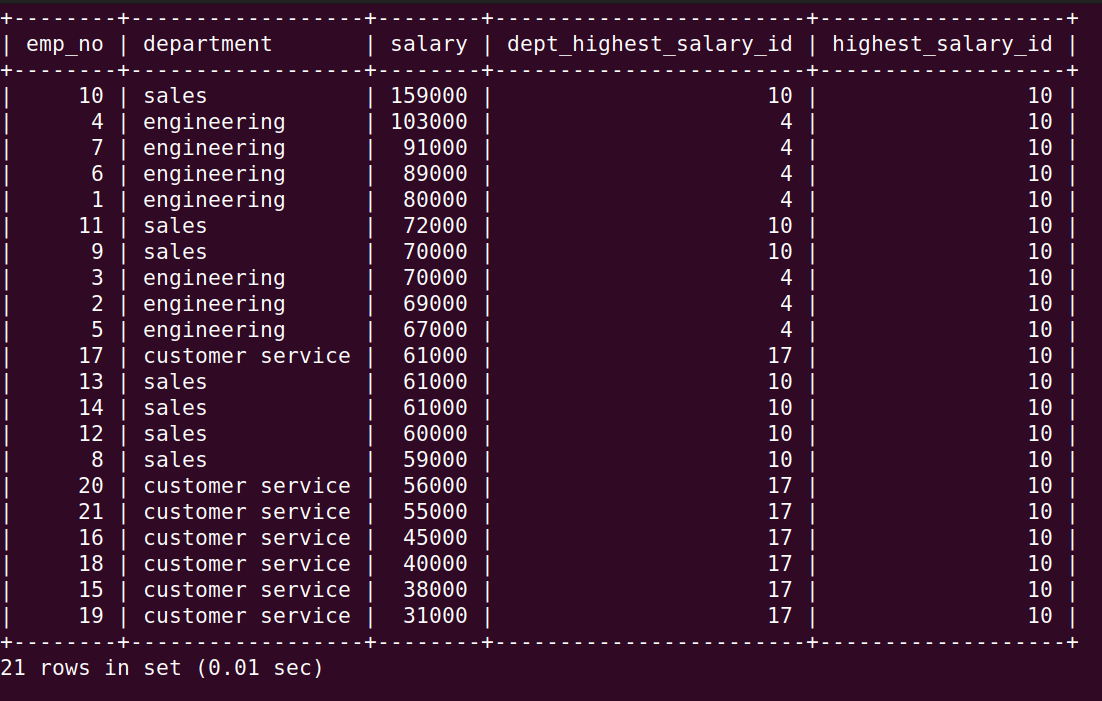 +--------+------------------+--------+------------------------+-------------------+
| emp_no | department       | salary | dept_highest_salary_id | highest_salary_id |
+--------+------------------+--------+------------------------+-------------------+
|     10 | sales            | 159000 |                     10 |                10 |
|      4 | engineering      | 103000 |                      4 |                10 |
|      7 | engineering      |  91000 |                      4 |                10 |
|      6 | engineering      |  89000 |                      4 |                10 |
|      1 | engineering      |  80000 |                      4 |                10 |
|     11 | sales            |  72000 |                     10 |                10 |
|      9 | sales            |  70000 |                     10 |                10 |
|      3 | engineering      |  70000 |                      4 |                10 |
|      2 | engineering      |  69000 |                      4 |                10 |
|      5 | engineering      |  67000 |                      4 |                10 |
|     17 | customer service |  61000 |                     17 |                10 |
|     13 | sales            |  61000 |                     10 |                10 |
|     14 | sales            |  61000 |                     10 |                10 |
|     12 | sales            |  60000 |                     10 |                10 |
|      8 | sales            |  59000 |                     10 |                10 |
|     20 | customer service |  56000 |                     17 |                10 |
|     21 | customer service |  55000 |                     17 |                10 |
|     16 | customer service |  45000 |                     17 |                10 |
|     18 | customer service |  40000 |                     17 |                10 |
|     15 | customer service |  38000 |                     17 |                10 |
|     19 | customer service |  31000 |                     17 |                10 |
+--------+------------------+--------+------------------------+-------------------+
21 rows in set (0.01 sec)